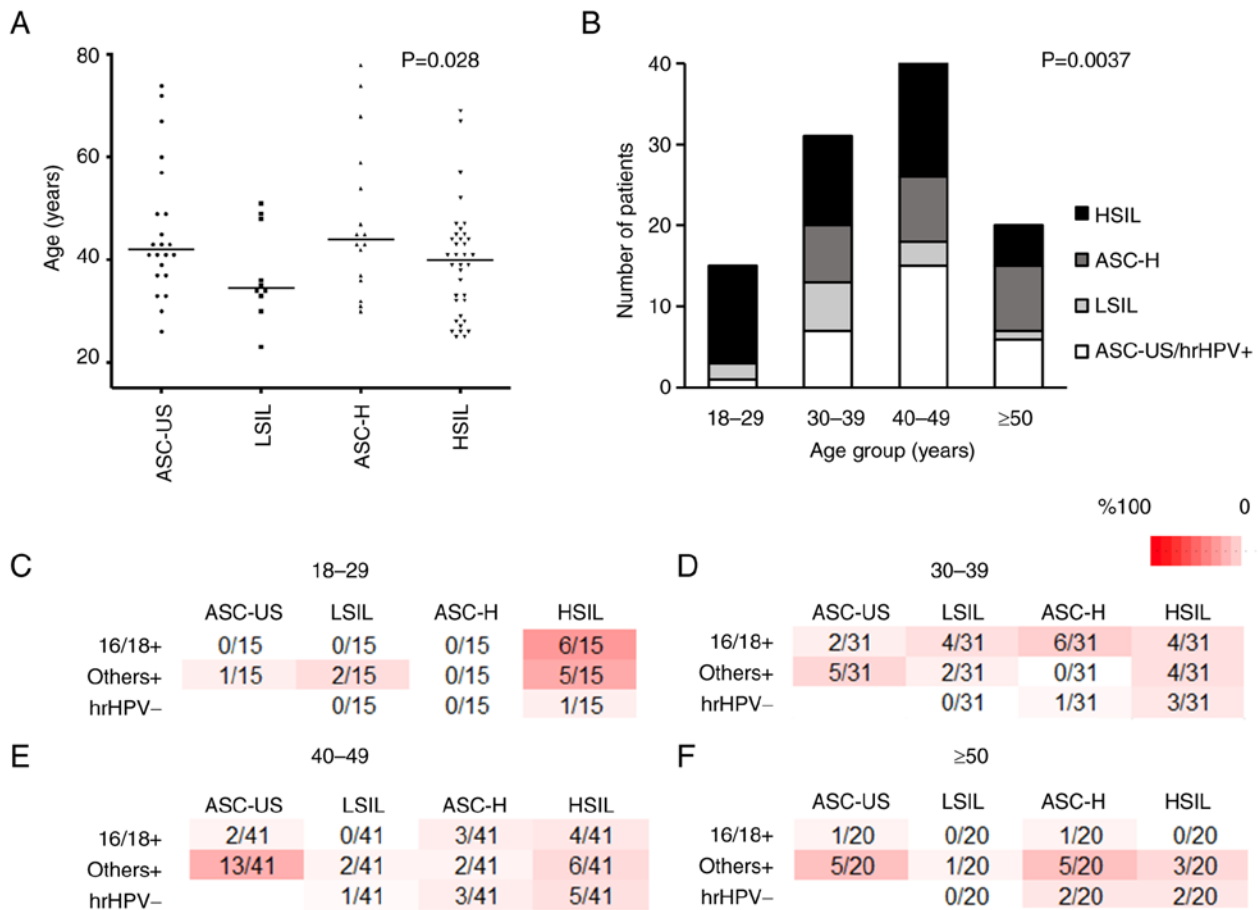 A
B
80
60
40
20
Age (years)
P=0.028
ASC-US
LSIL
ASC-H
HSIL
40
30
20
10
0
Number of patients
P=0.0037
18–29
30–39
40–49
≥50
Age group (years)
HSIL
ASC-H
LSIL
ASC-US/hrHPV+
%100 0
C
18–29
ASC-US LSIL ASC-H HSIL
16/18+ 0/15 0/15 0/15 6/15
Others+ 1/15 2/15 0/15 5/15
hrHPV– 0/15 0/15 1/15
D
30–39
ASC-US LSIL ASC-H HSIL
16/18+ 2/31 4/31 6/31 4/31
Others+ 5/31 2/31 0/31 4/31
hrHPV– 0/31 1/31 3/31
E
40–49
ASC-US LSIL ASC-H HSIL
16/18+ 2/41 0/41 3/41 4/41
Others+ 13/41 2/41 2/41 6/41
hrHPV– 1/41 3/41 5/41
F
≥50
ASC-US LSIL ASC-H HSIL
16/18+ 1/20 0/20 1/20 0/20
Others+ 5/20 1/20 5/20 3/20
hrHPV– 0/20 2/20 2/20